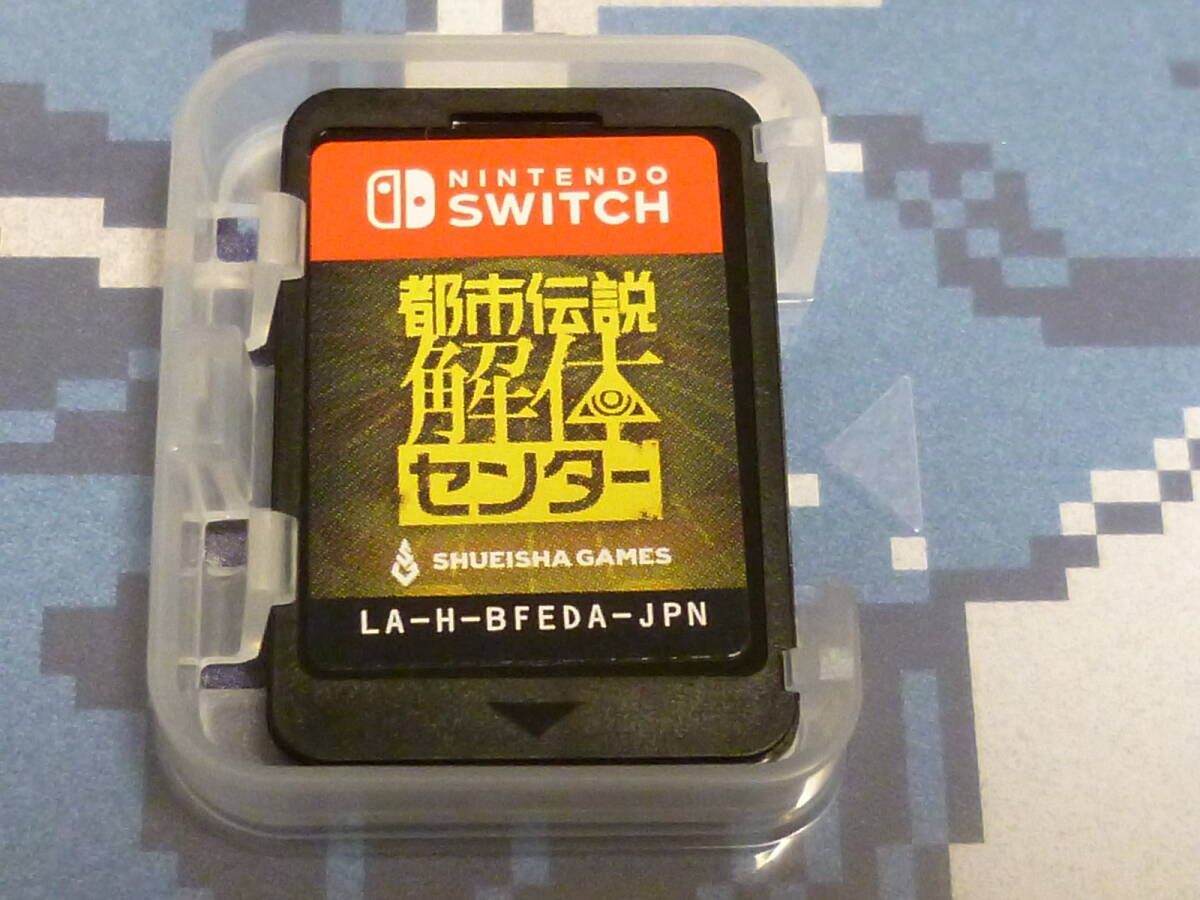 NINTENDO
SWITCH
都市伝説
解体
センター
SHUEISHA GAMES
LA-H-BFEDA-JPN